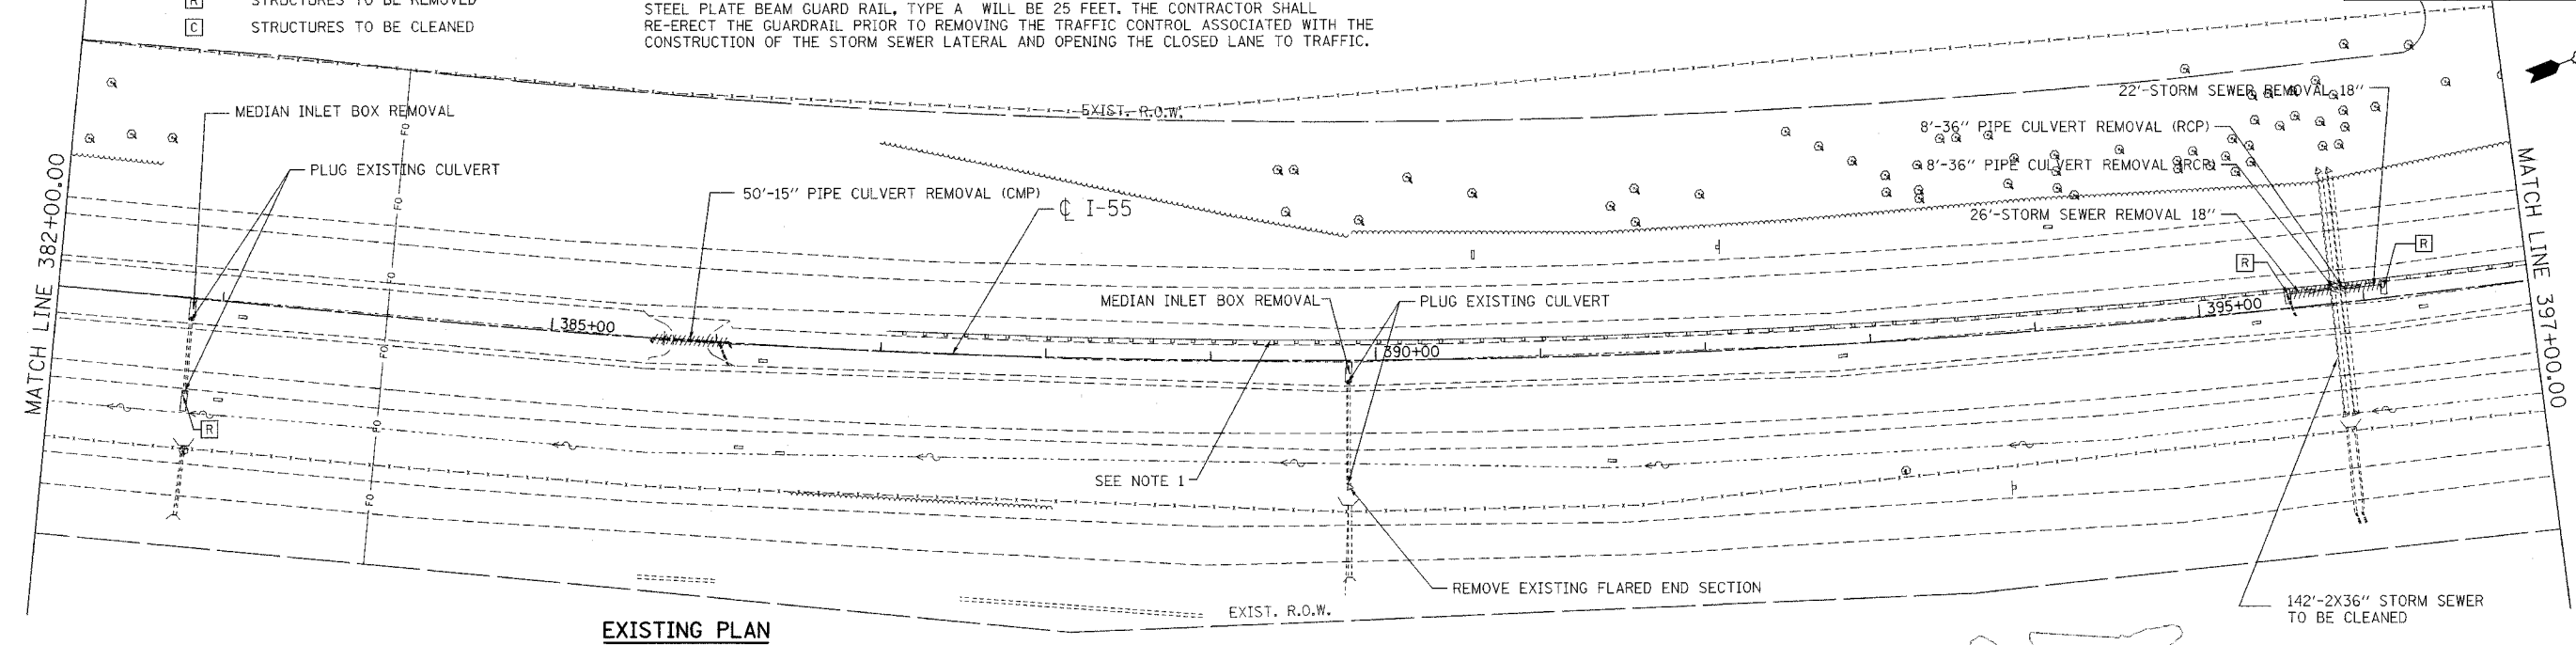 R STRUCTURES TO BE REMOVED
C STRUCTURES TO BE CLEANED
STEEL PLATE BEAM GUARD RAIL, TYPE A WILL BE 25 FEET. THE CONTRACTOR SHALL
RE-ERECT THE GUARDRAIL PRIOR TO REMOVING THE TRAFFIC CONTROL ASSOCIATED WITH THE
CONSTRUCTION OF THE STORM SEWER LATERAL AND OPENING THE CLOSED LANE TO TRAFFIC.
MATCH LINE 382+00.00
MEDIAN INLET BOX REMOVAL
PLUG EXISTING CULVERT
FO
FO
FO
FO
FO
FO
EXIST. R.O.W.
50'-15" PIPE CULVERT REMOVAL (CMP)
℄ I-55
22'-STORM SEWER REMOVAL 18"
8'-36" PIPE CULVERT REMOVAL (RCP)
8'-36" PIPE CULVERT REMOVAL (RCP)
26'-STORM SEWER REMOVAL 18"
R
R
MATCH LINE 397+00.00
MEDIAN INLET BOX REMOVAL
PLUG EXISTING CULVERT
385+00
390+00
395+00
R
SEE NOTE 1
REMOVE EXISTING FLARED END SECTION
142'-2X36" STORM SEWER
TO BE CLEANED
EXIST. R.O.W.
EXISTING PLAN